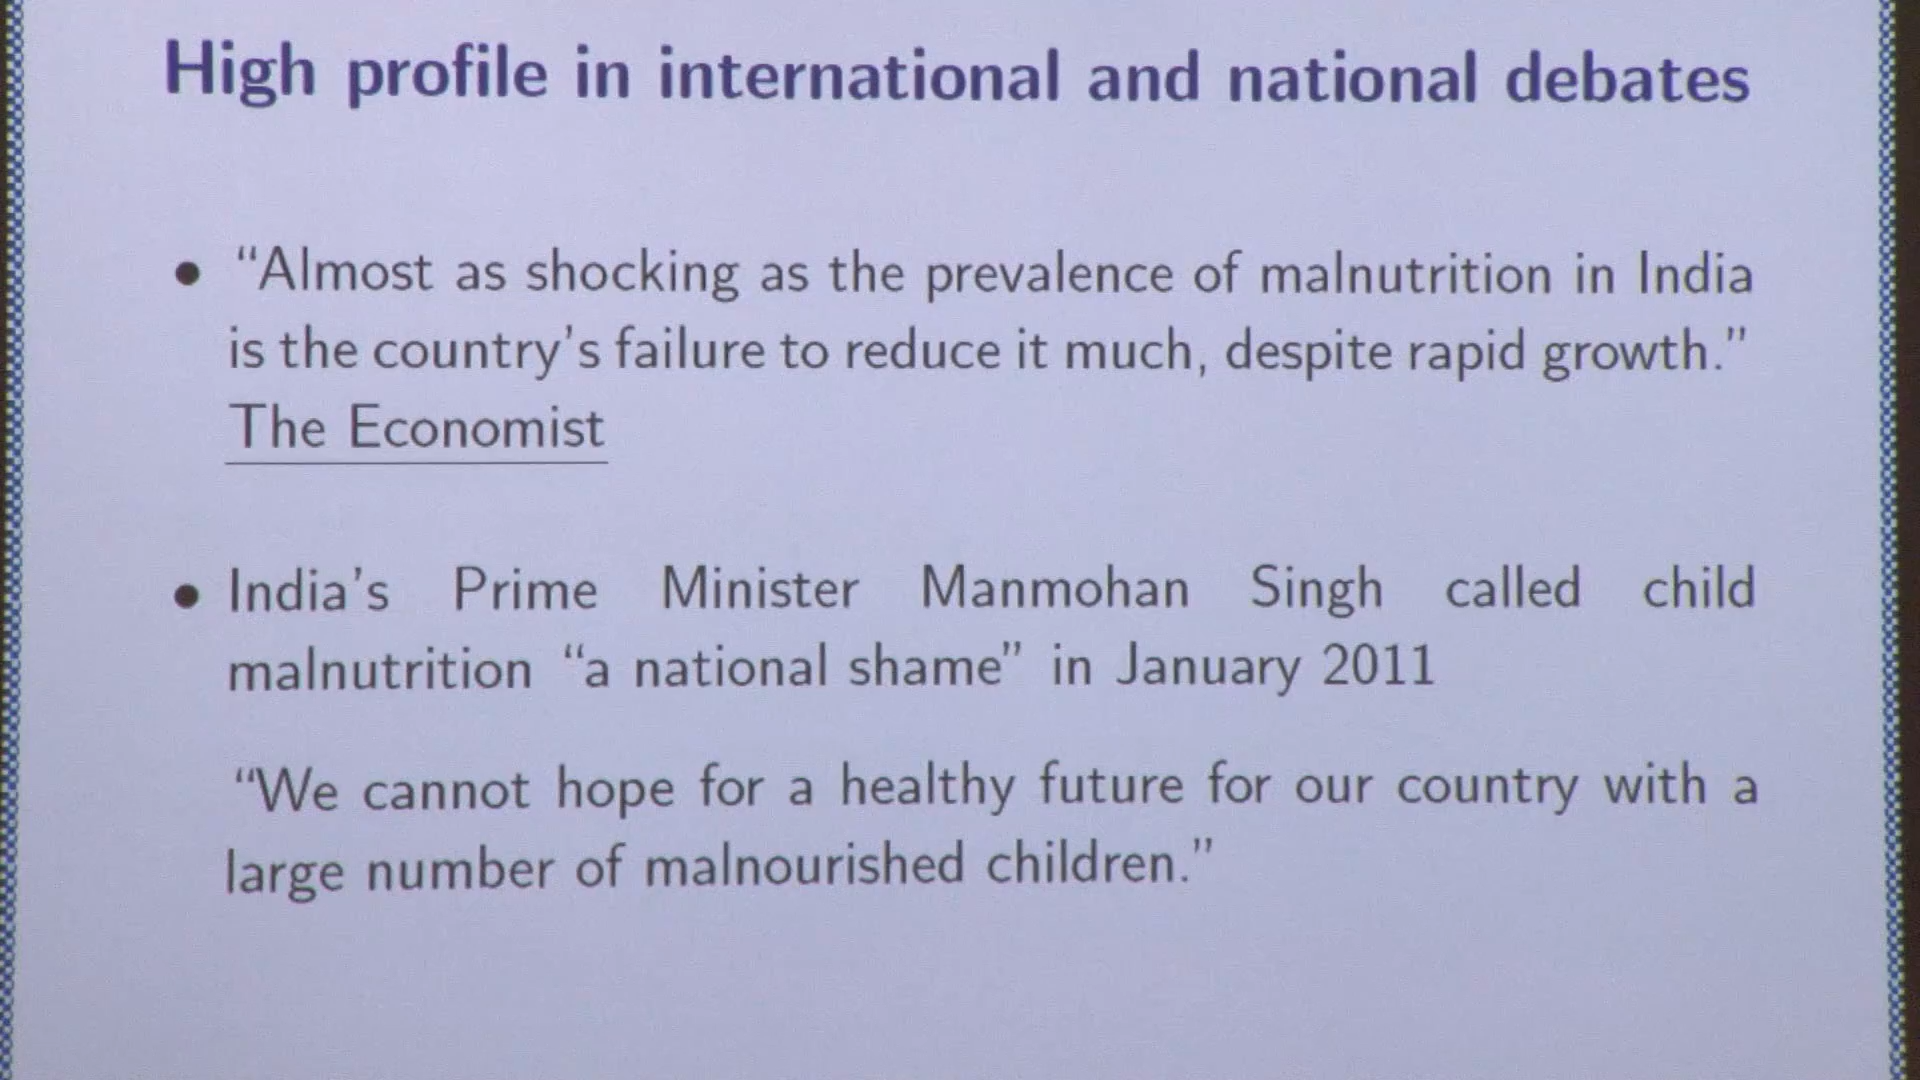 High profile in international and national debates
● “Almost as shocking as the prevalence of malnutrition in India
is the country's failure to reduce it much, despite rapid growth.”
The Economist
● India's Prime Minister Manmohan Singh called child
malnutrition “a national shame” in January 2011
“We cannot hope for a healthy future for our country with a
large number of malnourished children.”